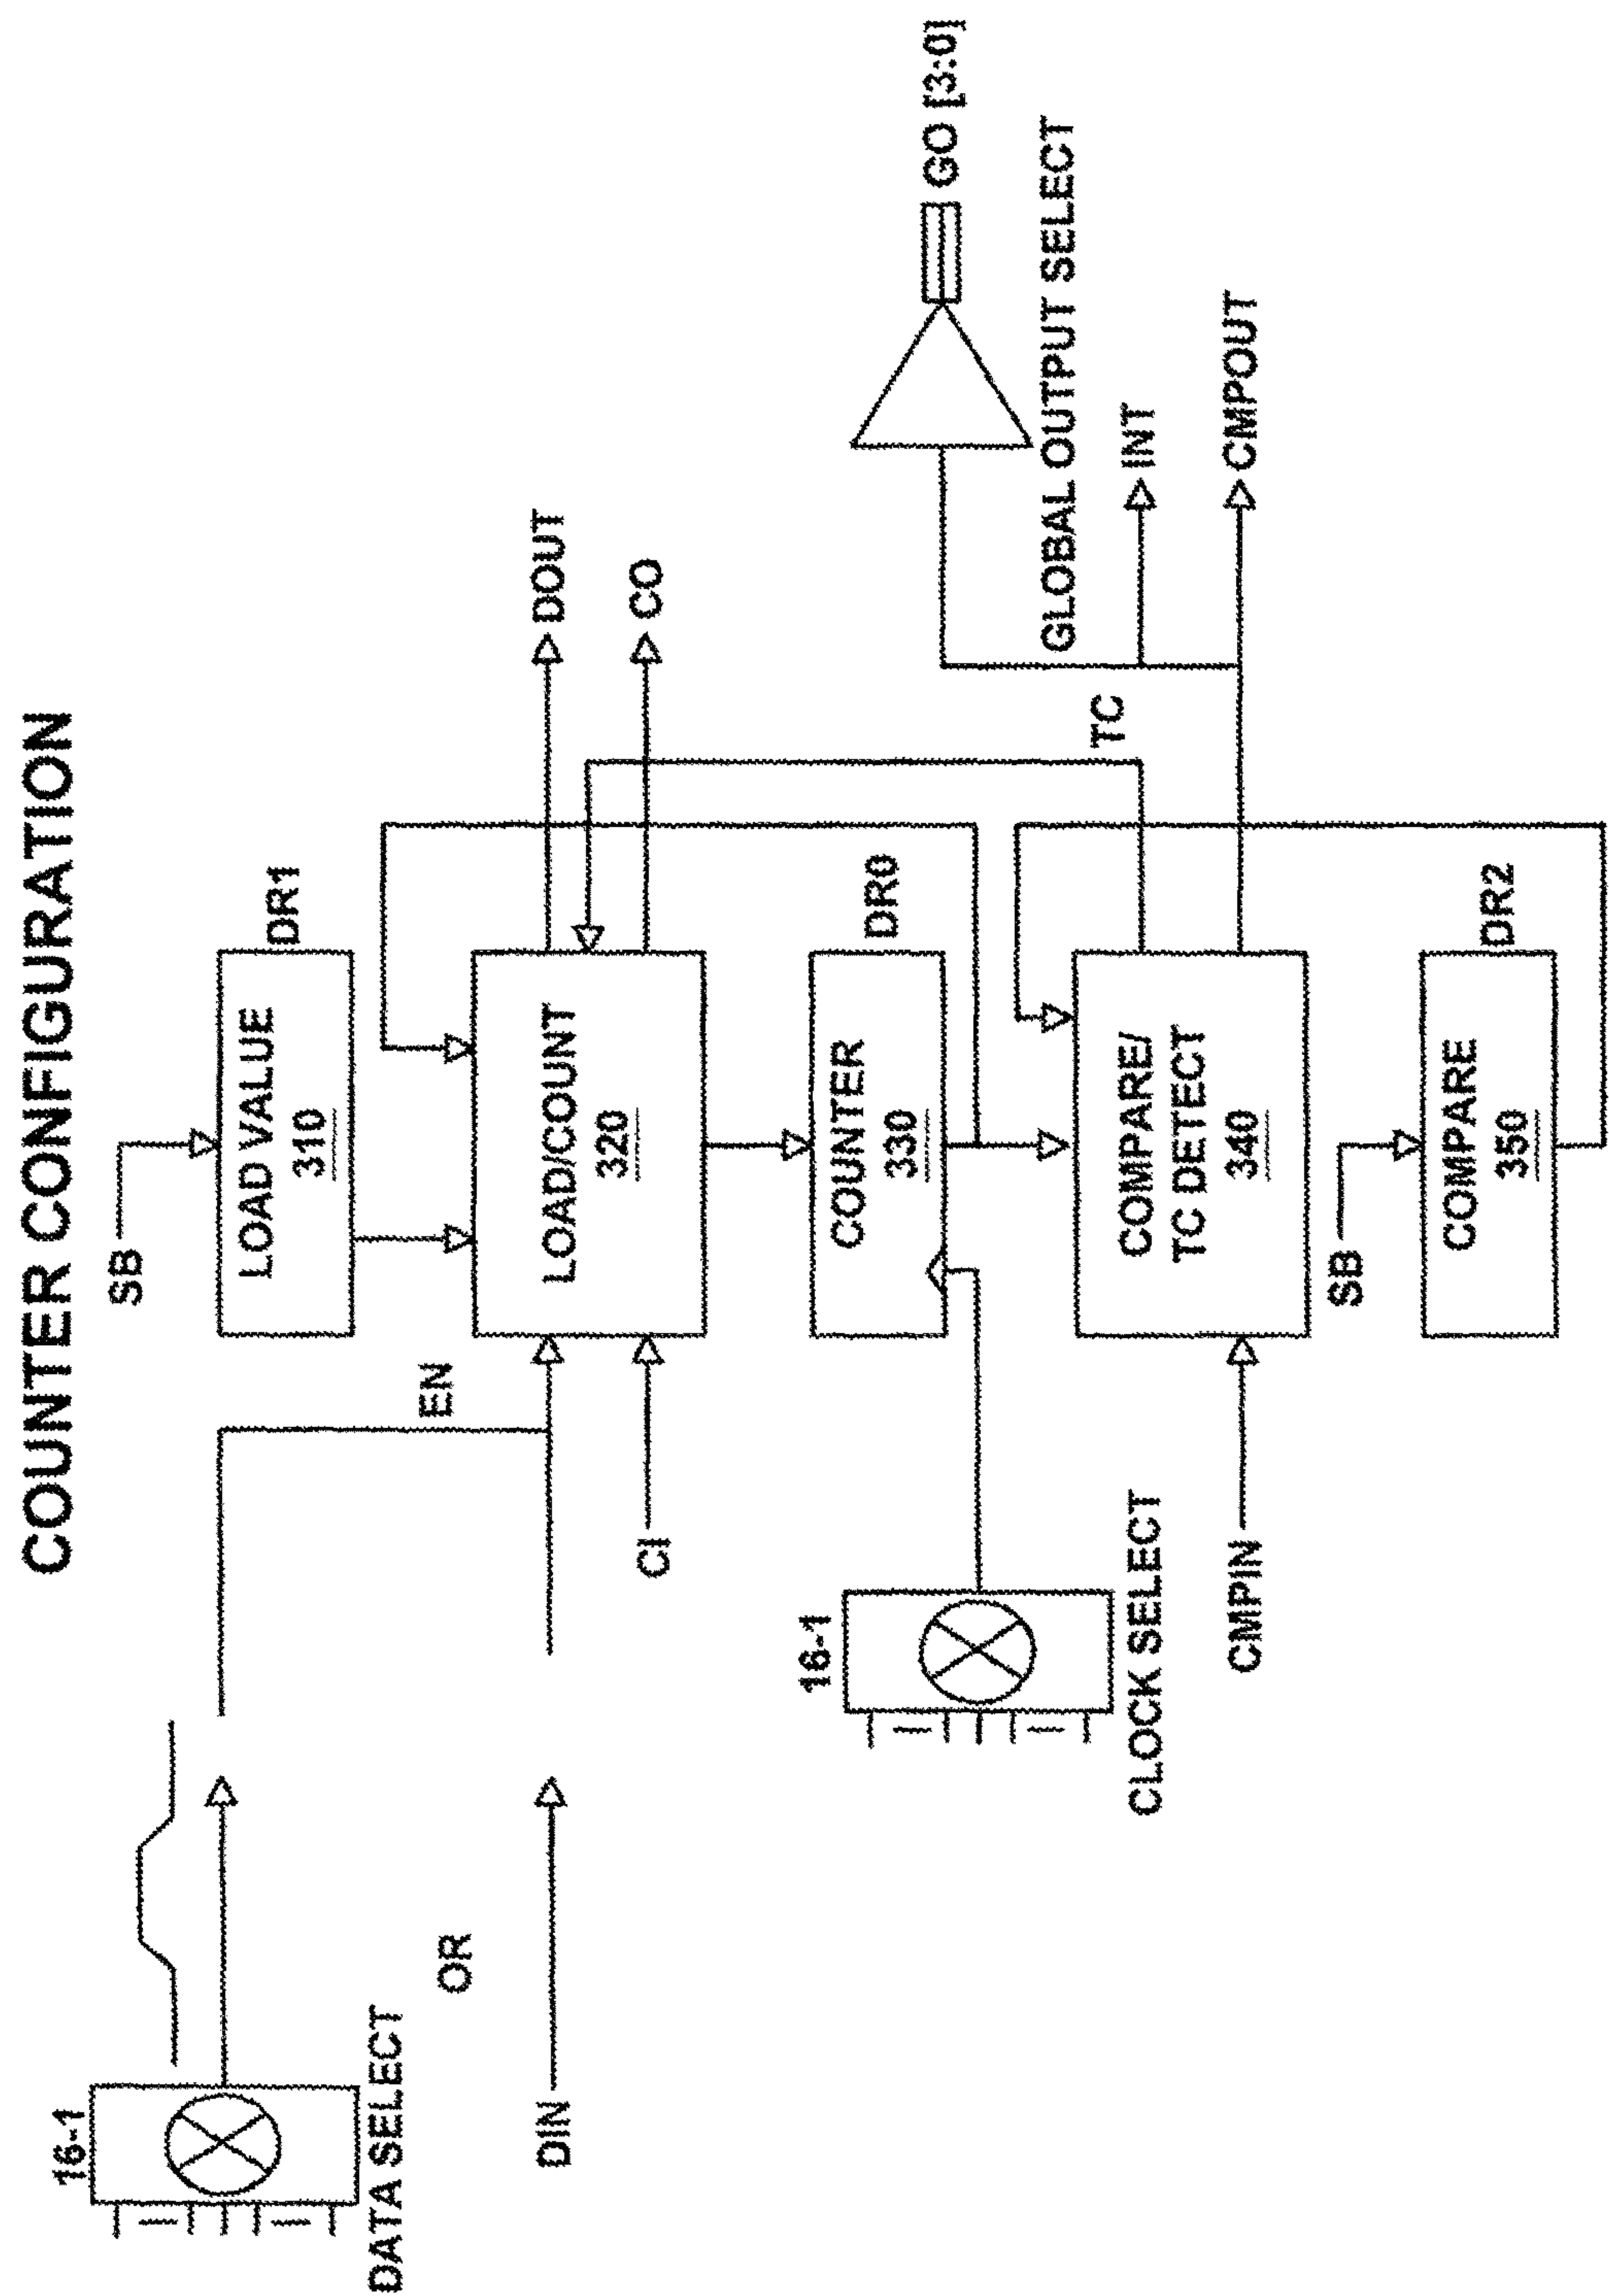 COUNTER CONFIGURATION
16-1
DATA SELECT
OR
DIN
SB
DR1
LOAD VALUE
310
EN
CI
LOAD/COUNT
320
DOUT
CO
16-1
CLOCK SELECT
COUNTER
330
DR0
GO [3:0]
GLOBAL OUTPUT SELECT
TC
INT
CMPIN
COMPARE/
TC DETECT
340
CMPOUT
SB
COMPARE
350
DR2